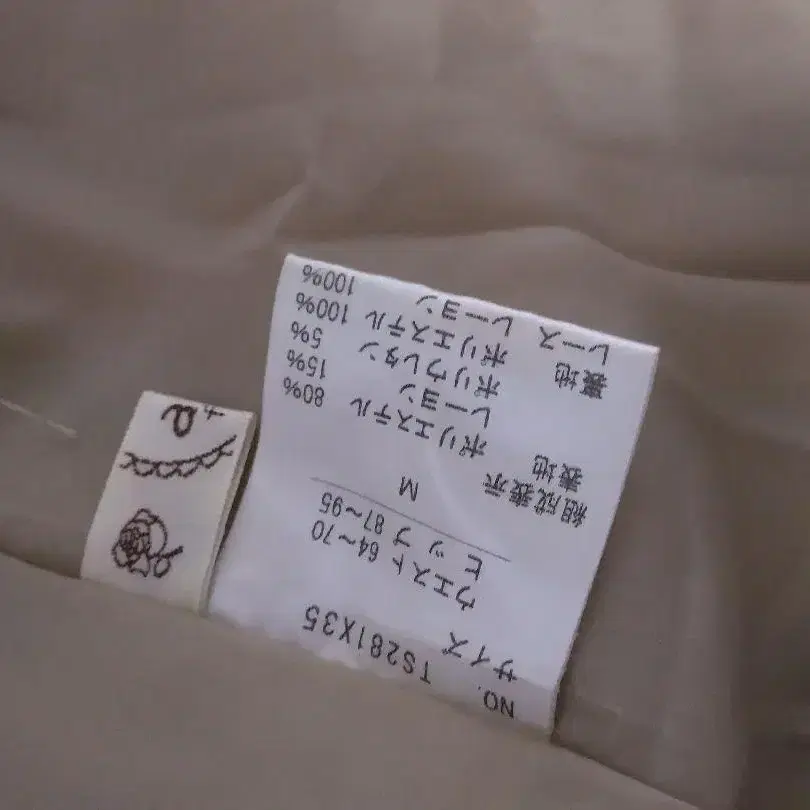 NO. TS281X35
サイズ
ウエスト 64~70
ヒップ 87~95
M
組成表示
表地
ポリエステル 80%
レーヨン 15%
ポリウレタン 5%
裏地 ポリエステル 100%
レース レーヨン 100%